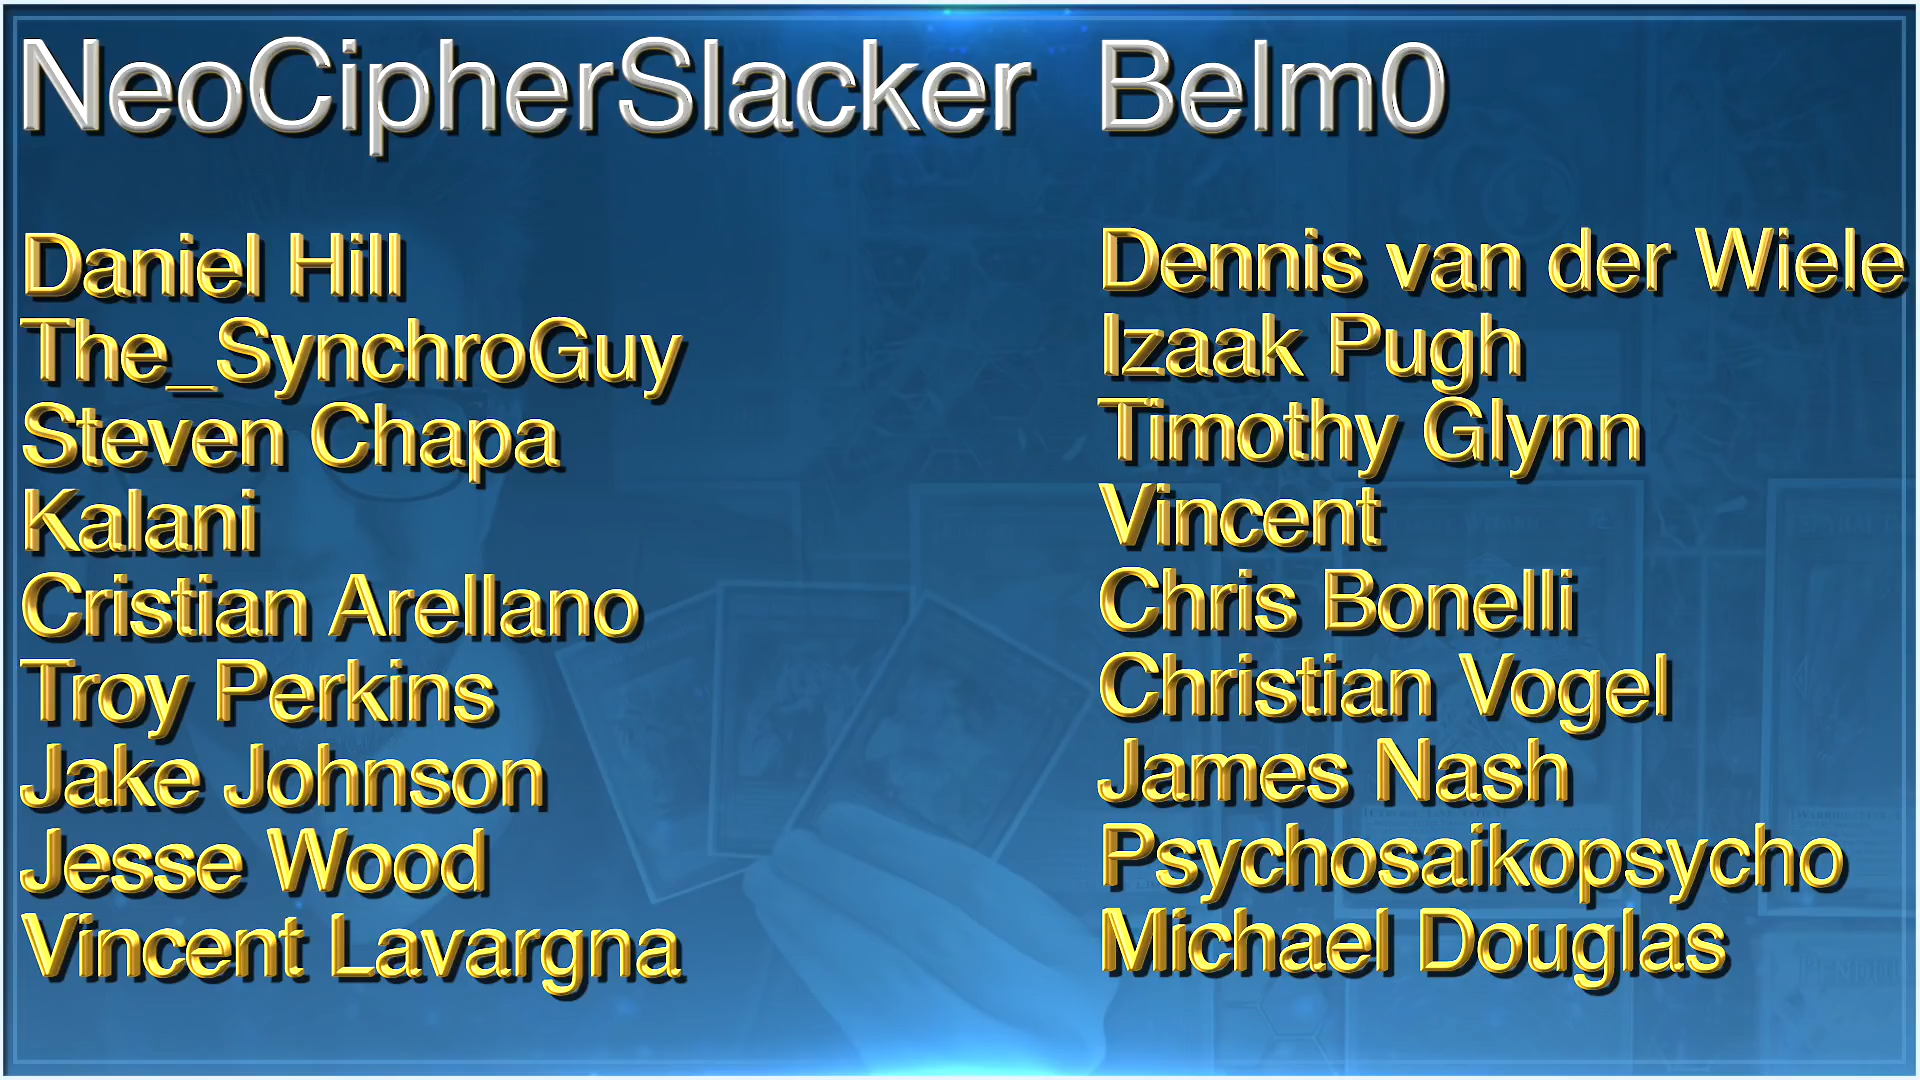 NeoCipherSlacker
Daniel Hill
The_SynchroGuy
Steven Chapa
Kalani
Cristian Arellano
Troy Perkins
Jake Johnson
Jesse Wood
Vincent Lavargna
Belm0
Dennis van der Wiele
Izaak Pugh
Timothy Glynn
Vincent
Chris Bonelli
Christian Vogel
James Nash
Psychosaikopsycho
Michael Douglas